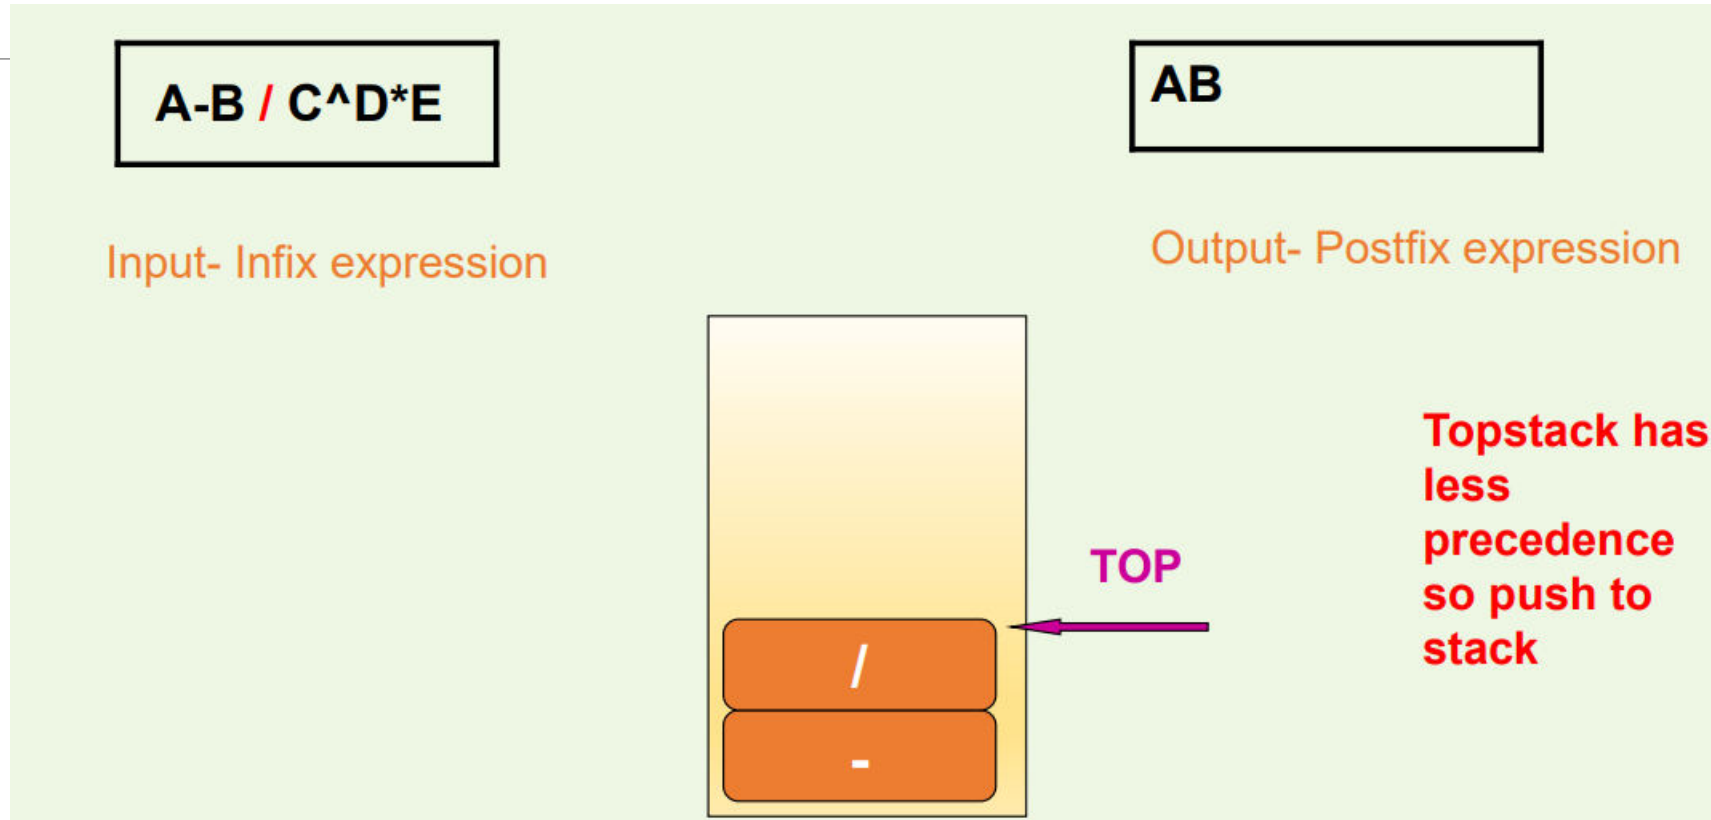 A-B / C^D*E
AB
Input- Infix expression
Output- Postfix expression
Topstack has
less
precedence
so push to
stack
TOP
/
-